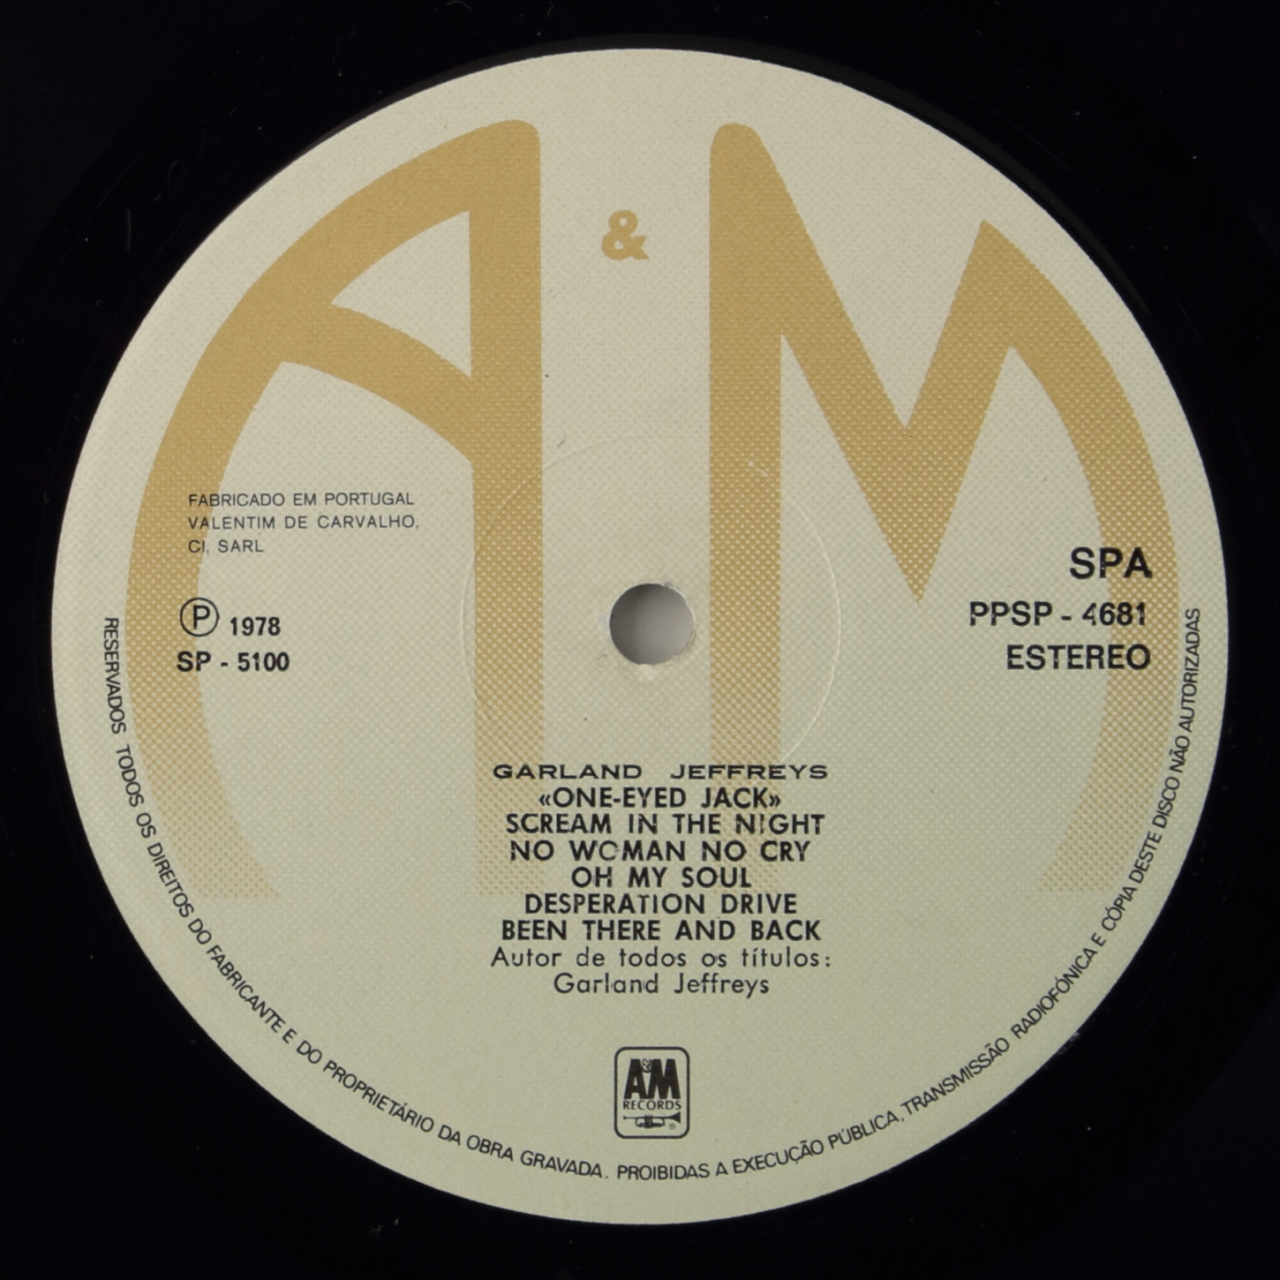 A & M
FABRICADO EM PORTUGAL
VALENTIM DE CARVALHO,
CI, SARL
Ⓟ 1978
SP - 5100
SPA
PPSP - 4681
ESTEREO
GARLAND JEFFREYS
«ONE-EYED JACK»
SCREAM IN THE NIGHT
NO WOMAN NO CRY
OH MY SOUL
DESPERATION DRIVE
BEEN THERE AND BACK
Autor de todos os títulos:
Garland Jeffreys
A&M
RECORDS
®
RESERVADOS TODOS OS DIREITOS DO FABRICANTE E DO PROPRIETÁRIO DA OBRA GRAVADA. PROIBIDAS A EXECUÇÃO PÚBLICA, TRANSMISSÃO RADIOFÓNICA E CÓPIA DESTE DISCO NÃO AUTORIZADAS